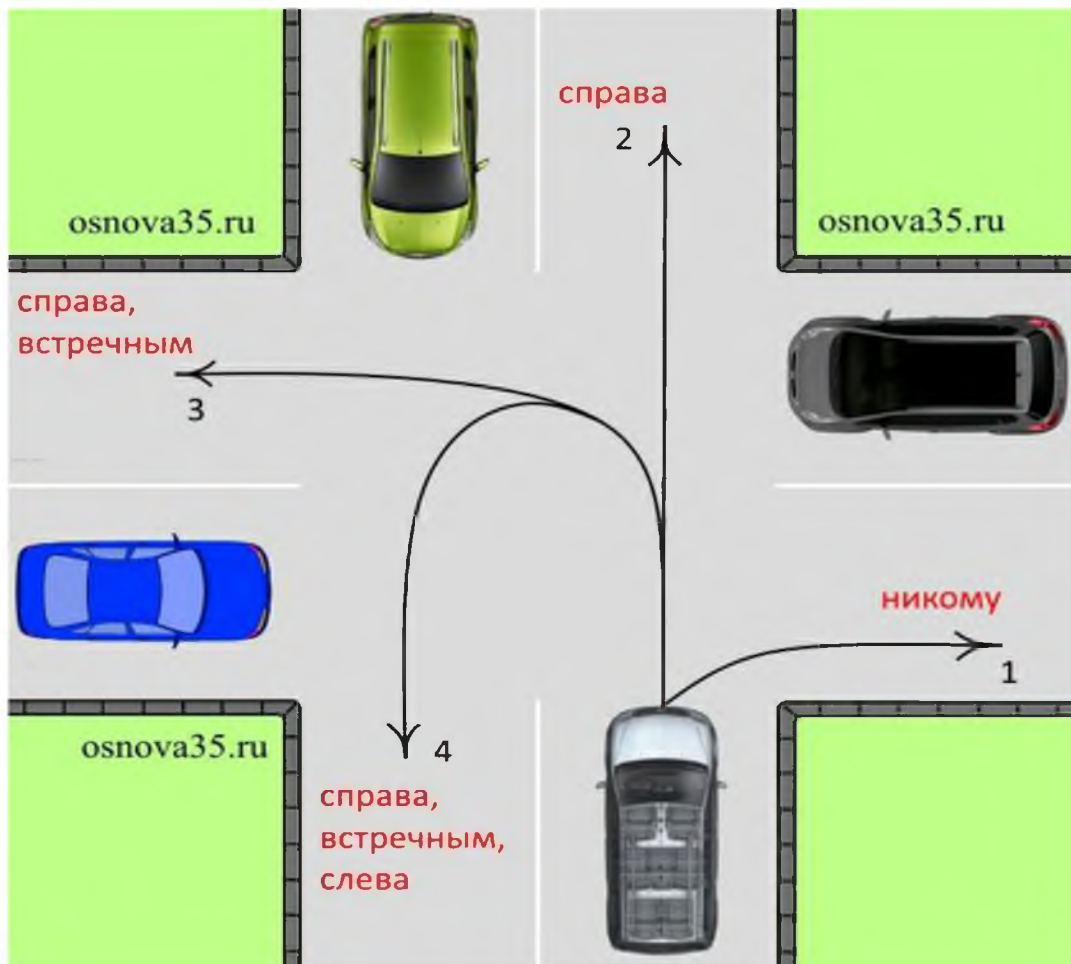 справа
2
osnova35.ru
osnova35.ru
справа,
встречным
3
никому
1
osnova35.ru
4
справа,
встречным,
слева